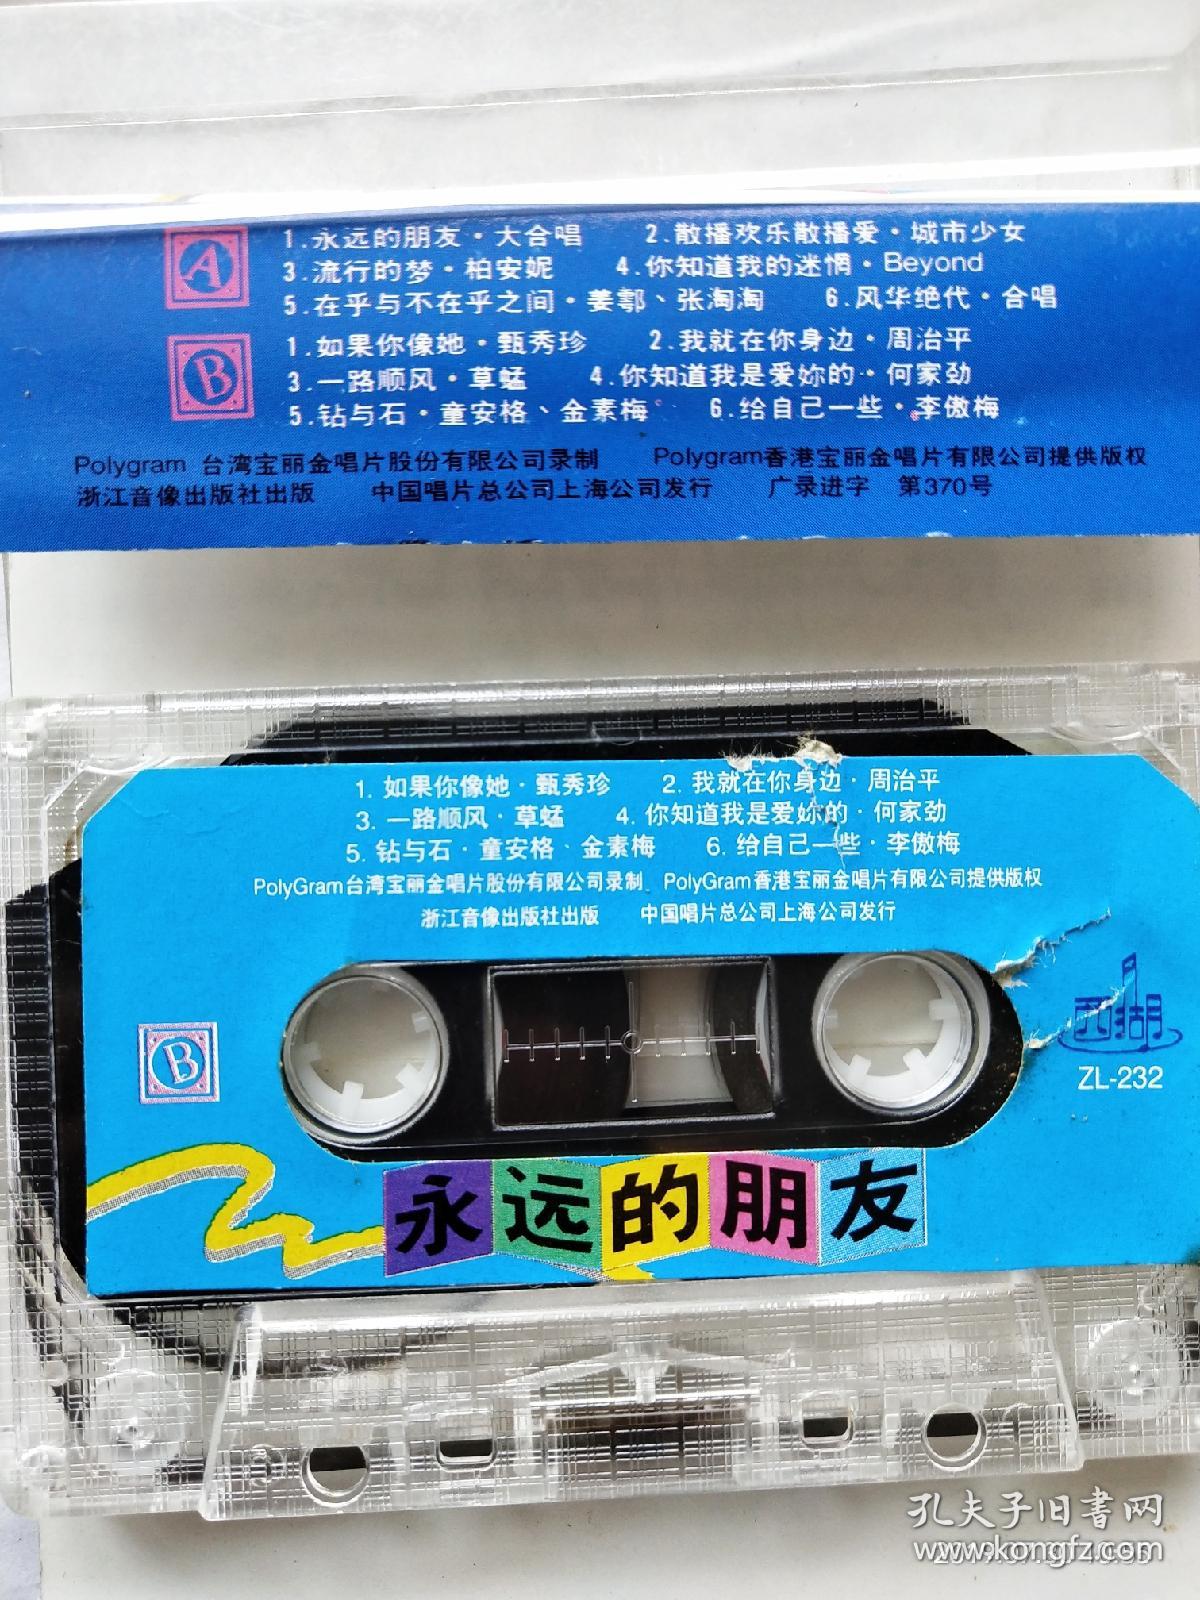 A
1.永远的朋友·大合唱 2.散播欢乐散播爱·城市少女
3.流行的梦·柏安妮 4.你知道我的迷惘·Beyond
5.在乎与不在乎之间·姜鄠、张淘淘 6.风华绝代·合唱
B
1.如果你像她·甄秀珍 2.我就在你身边·周治平
3.一路顺风·草蜢 4.你知道我是爱妳的·何家劲
5.钻与石·童安格、金素梅 6.给自己一些·李傲梅
Polygram 台湾宝丽金唱片股份有限公司录制 Polygram香港宝丽金唱片有限公司提供版权
浙江音像出版社出版 中国唱片总公司上海公司发行 广录进字 第370号
1. 如果你像她·甄秀珍 2. 我就在你身边·周治平
3. 一路顺风·草蜢 4. 你知道我是爱妳的·何家劲
5. 钻与石·童安格、金素梅 6. 给自己一些·李傲梅
PolyGram台湾宝丽金唱片股份有限公司录制 PolyGram香港宝丽金唱片有限公司提供版权
浙江音像出版社出版 中国唱片总公司上海公司发行
B
西湖
ZL-232
永远的朋友
孔夫子旧书网
www.kongfz.com